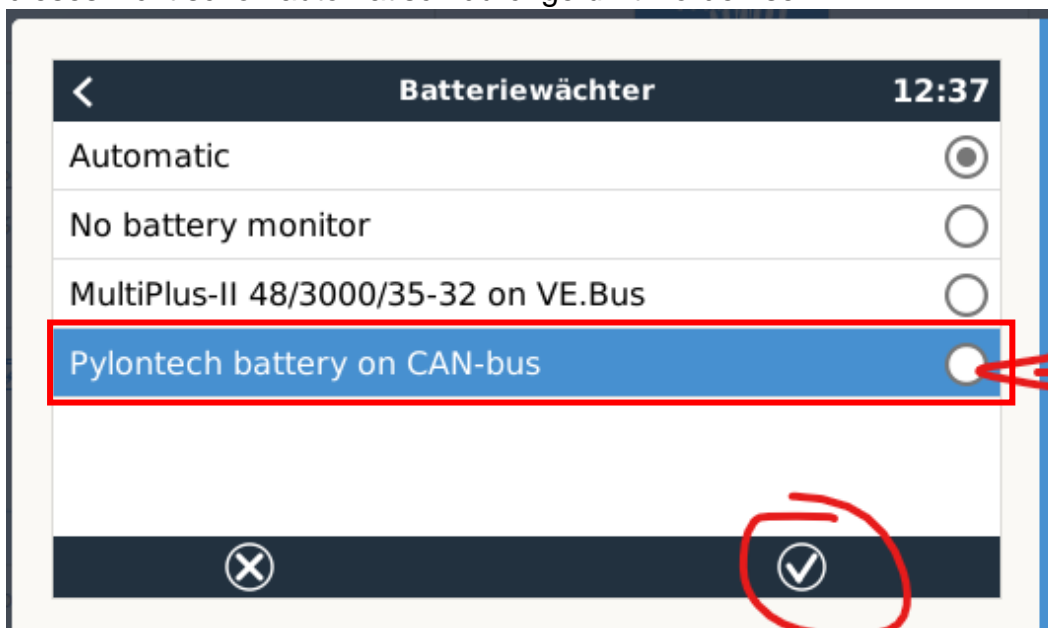 Batteriewächter 12:37
Automatic
No battery monitor
MultiPlus-II 48/3000/35-32 on VE.Bus
Pylontech battery on CAN-bus